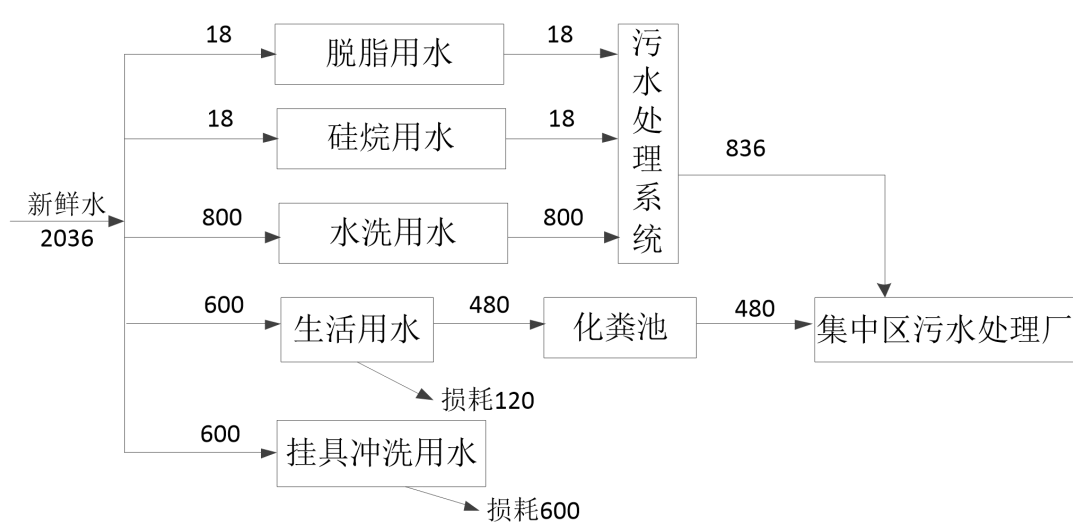 18
脱脂用水
18
污水处理系统
18
硅烷用水
18
836
新鲜水
2036
800
水洗用水
800
600
生活用水
480
化粪池
480
集中区污水处理厂
损耗120
600
挂具冲洗用水
损耗600